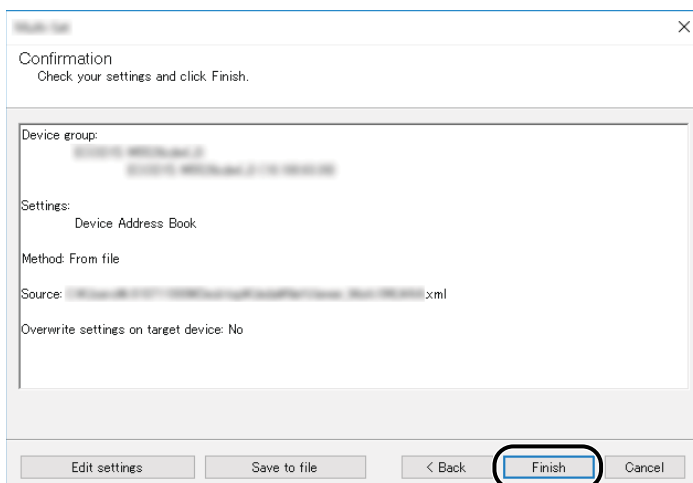 Confirmation
Check your settings and click Finish.
Device group:
Settings:
Device Address Book
Method: From file
Source: .xml
Overwrite settings on target device: No
Edit settings
Save to file
< Back
Finish
Cancel